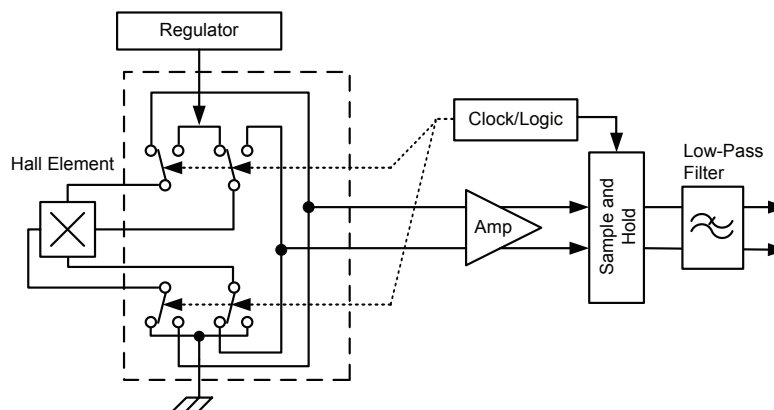 Regulator
Clock/Logic
Hall Element
Low-Pass
Filter
Amp
Sample and
Hold